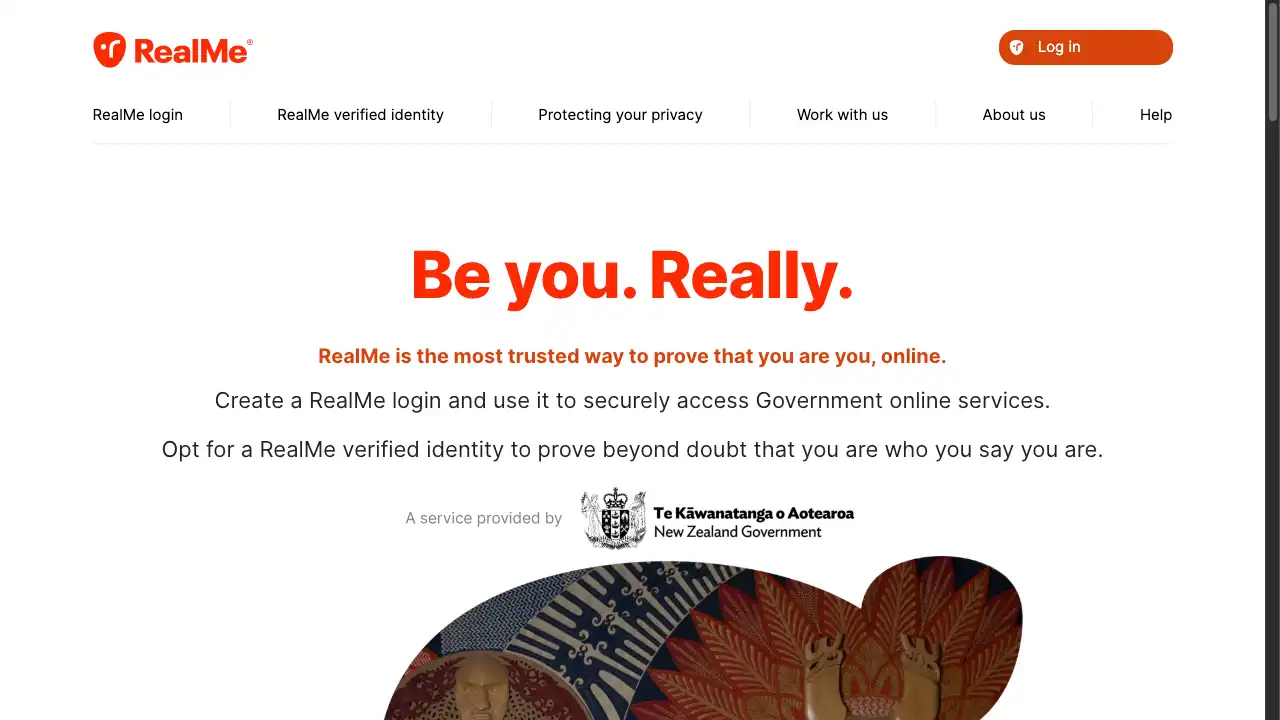 RealMe®
Log in
RealMe login
RealMe verified identity
Protecting your privacy
Work with us
About us
Help
Be you. Really.
RealMe is the most trusted way to prove that you are you, online.
Create a RealMe login and use it to securely access Government online services.
Opt for a RealMe verified identity to prove beyond doubt that you are who you say you are.
A service provided by
Te Kāwanatanga o Aotearoa
New Zealand Government